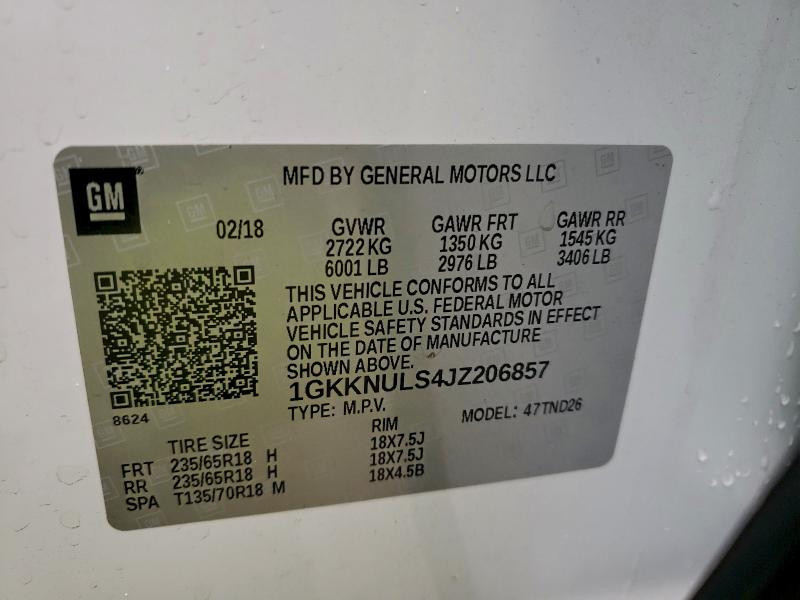 GM
MFD BY GENERAL MOTORS LLC
02/18 GVWR GAWR FRT GAWR RR
2722 KG 1350 KG 1545 KG
6001 LB 2976 LB 3406 LB
THIS VEHICLE CONFORMS TO ALL
APPLICABLE U.S. FEDERAL MOTOR
VEHICLE SAFETY STANDARDS IN EFFECT
ON THE DATE OF MANUFACTURE
SHOWN ABOVE.
1GKKNULS4JZ206857
8624 TYPE: M.P.V. MODEL: 47TND26
TIRE SIZE RIM
FRT 235/65R18 H 18X7.5J
RR 235/65R18 H 18X7.5J
SPA T135/70R18 M 18X4.5B